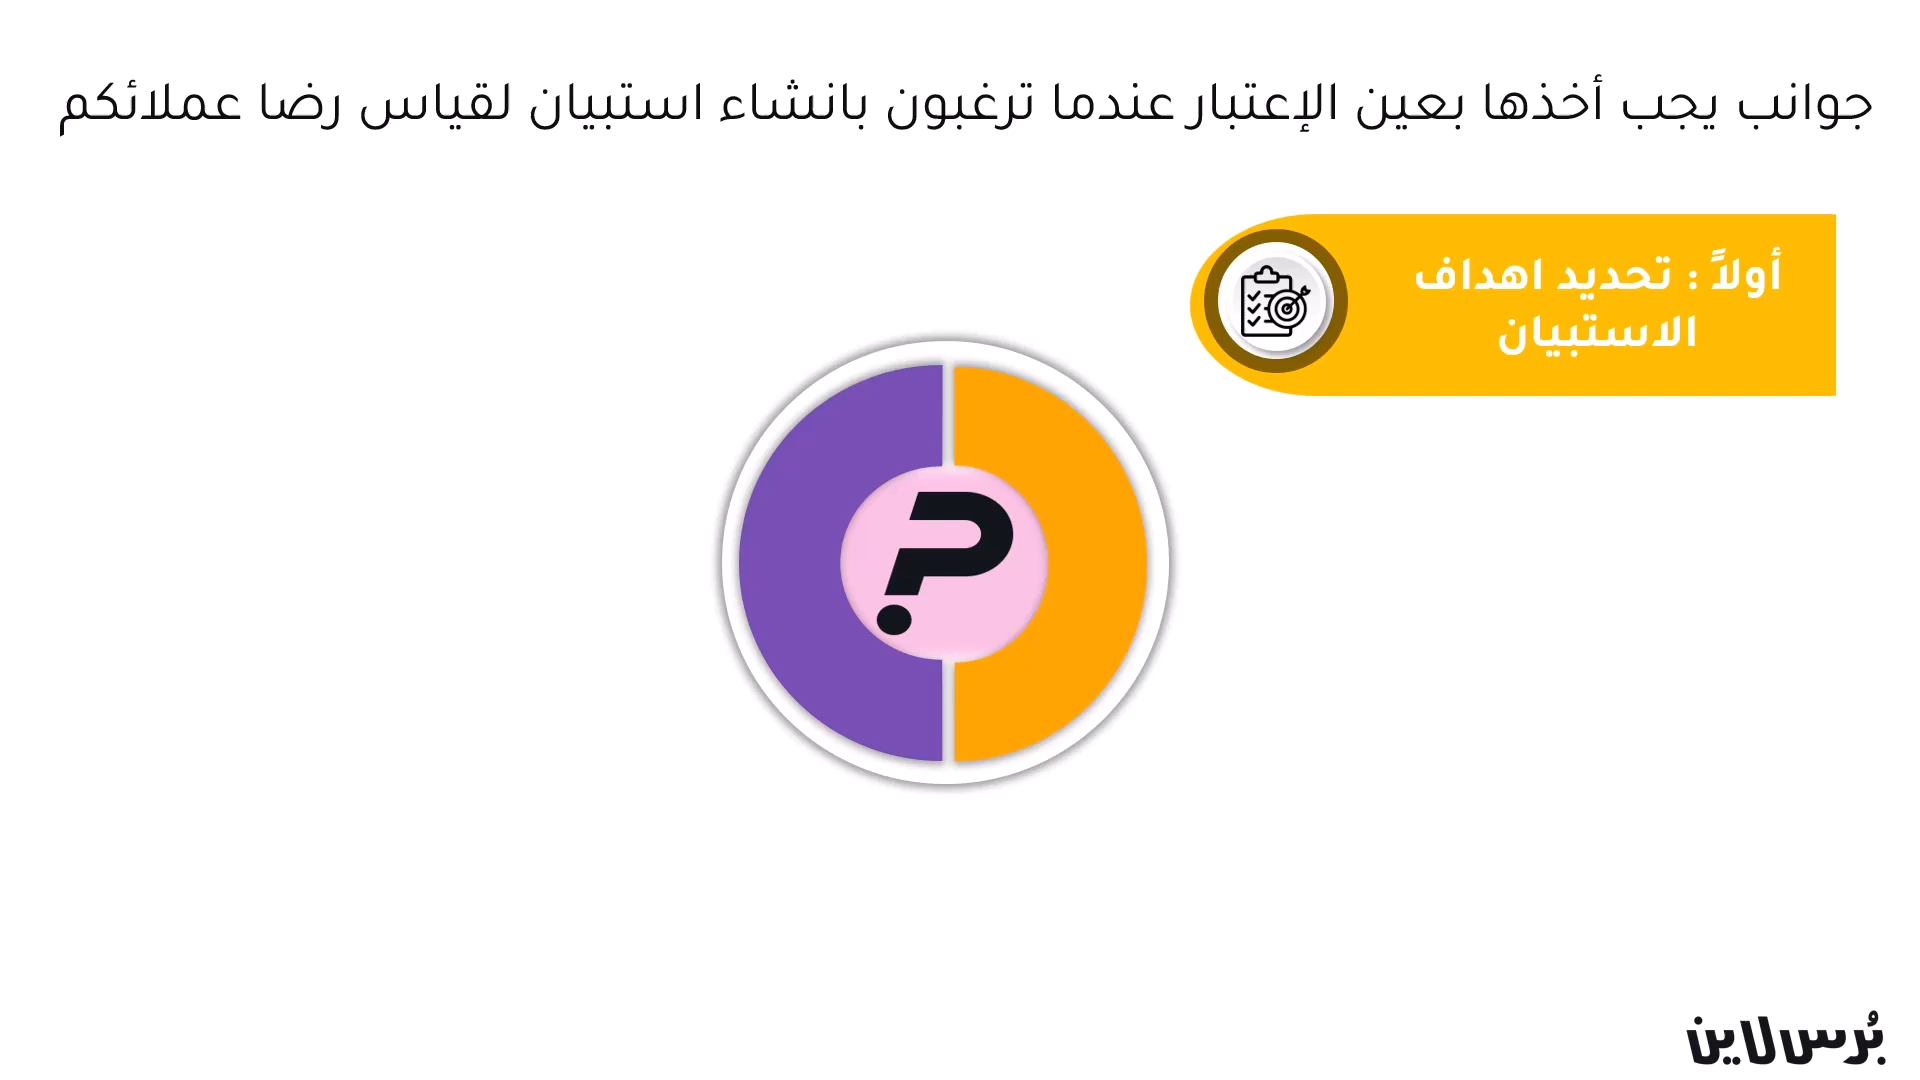 جوانب يجب أخذها بعين الإعتبار عندما ترغبون بانشاء استبيان لقياس رضا عملائكم
أولاً : تحديد اهداف
الاستبيان
?
بُرس لاين